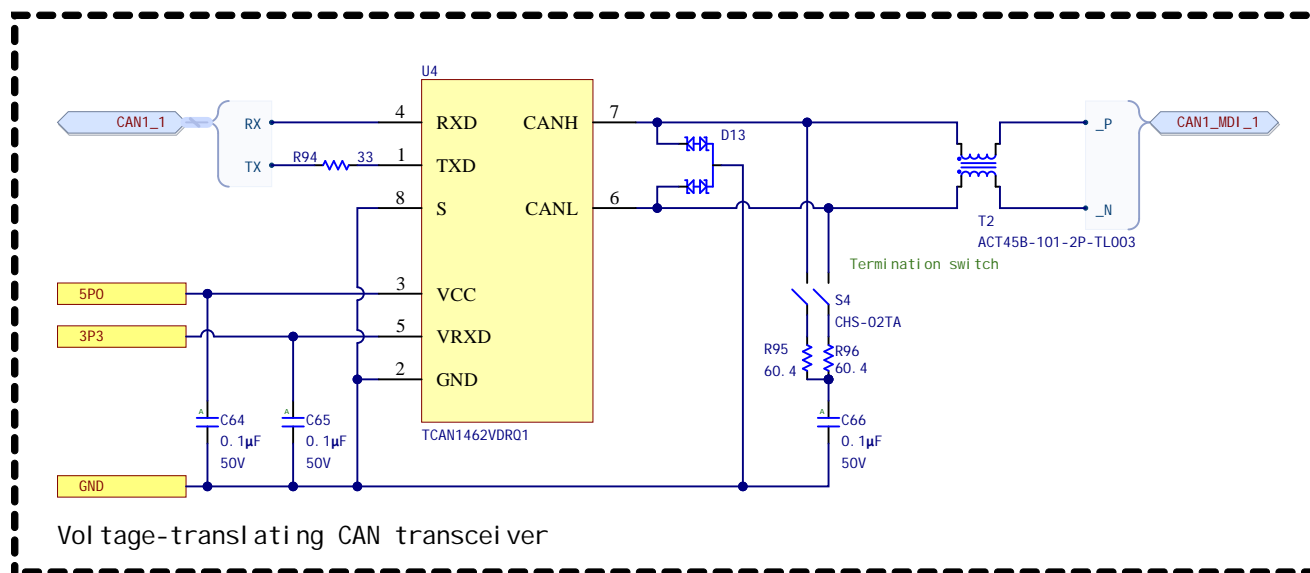 U4
CAN1_1
RX
4
RXD
CANH
7
D13
_P
CAN1_MDI_1
TX
R94
33
1
TXD
8
S
CANL
6
_N
T2
ACT45B-101-2P-TL003
Termination switch
5P0
3
VCC
S4
CHS-02TA
3P3
5
VRXD
R95
60.4
R96
60.4
2
GND
A
C64
0.1µF
50V
A
C65
0.1µF
50V
A
C66
0.1µF
50V
TCAN1462VDRQ1
GND
Voltage-translating CAN transceiver